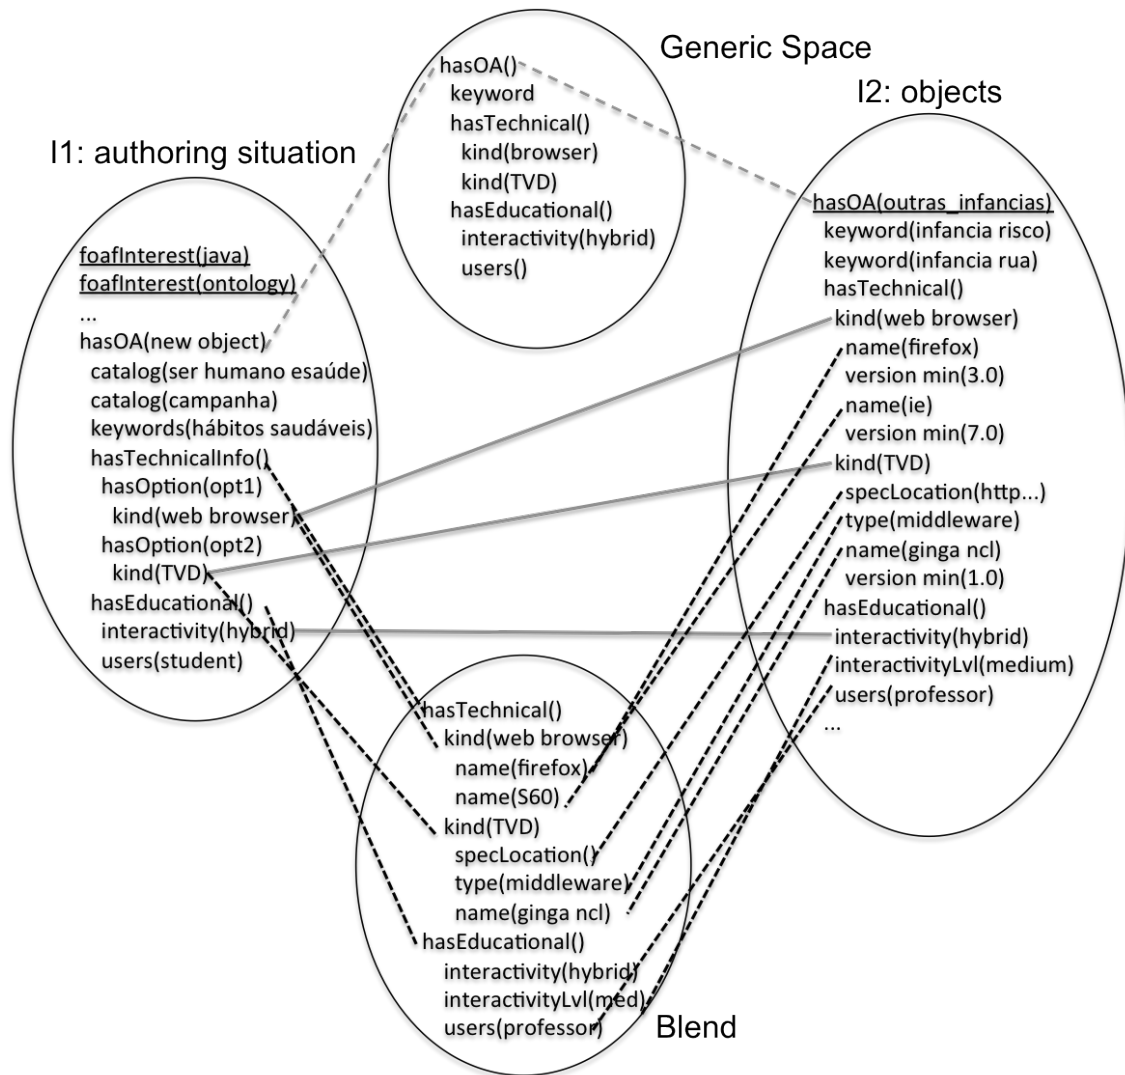 Generic Space
hasOA()
keyword
hasTechnical()
kind(browser)
kind(TVD)
hasEducational()
interactivity(hybrid)
users()
I1: authoring situation
foafInterest(java)
foafInterest(ontology)
...
hasOA(new object)
catalog(ser humano esaúde)
catalog(campanha)
keywords(hábitos saudáveis)
hasTechnicalInfo()
hasOption(opt1)
kind(web browser)
hasOption(opt2)
kind(TVD)
hasEducational()
interactivity(hybrid)
users(student)
I2: objects
hasOA(outras_infancias)
keyword(infancia risco)
keyword(infancia rua)
hasTechnical()
kind(web browser)
name(firefox)
version min(3.0)
name(ie)
version min(7.0)
kind(TVD)
specLocation(http...)
type(middleware)
name(ginga ncl)
version min(1.0)
hasEducational()
interactivity(hybrid)
interactivityLvl(medium)
users(professor)
...
hasTechnical()
kind(web browser)
name(firefox)
name(S60)
kind(TVD)
specLocation()
type(middleware)
name(ginga ncl)
hasEducational()
interactivity(hybrid)
interactivityLvl(med)
users(professor)
Blend